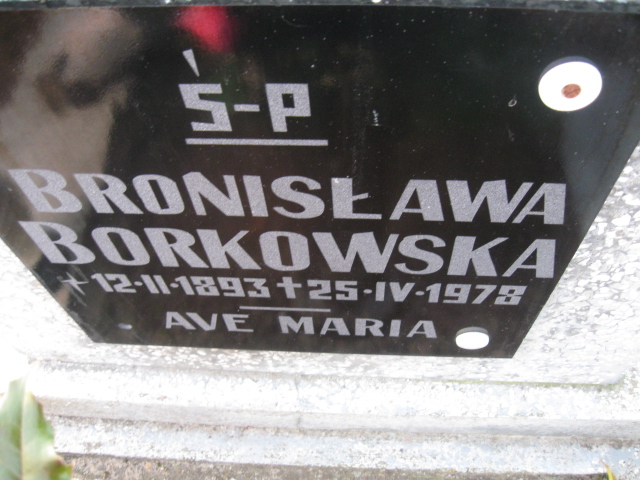 Ś-P
BRONISŁAWA
BORKOWSKA
*12·II·1893 †25·IV·1978
AVE MARIA